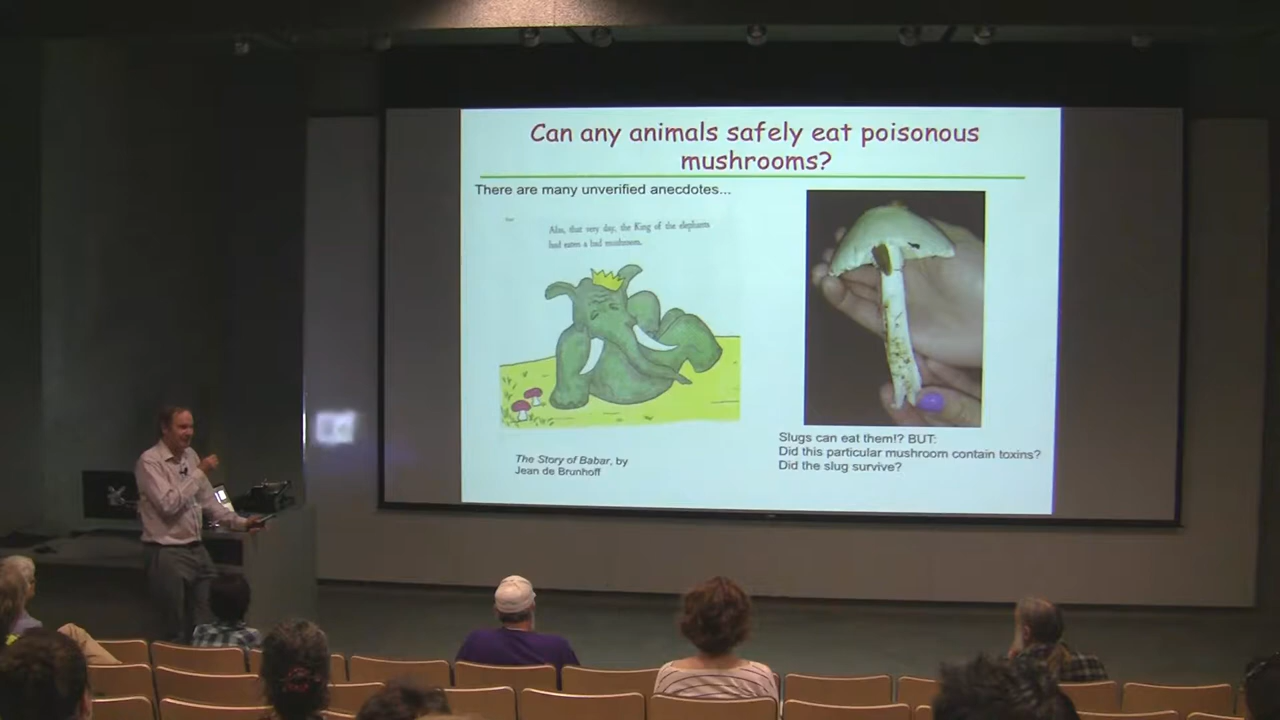 Can any animals safely eat poisonous
mushrooms?
There are many unverified anecdotes...
Alas, that very day, the King of the elephants
had eaten a bad mushroom.
The Story of Babar, by
Jean de Brunhoff
Slugs can eat them!? BUT:
Did this particular mushroom contain toxins?
Did the slug survive?